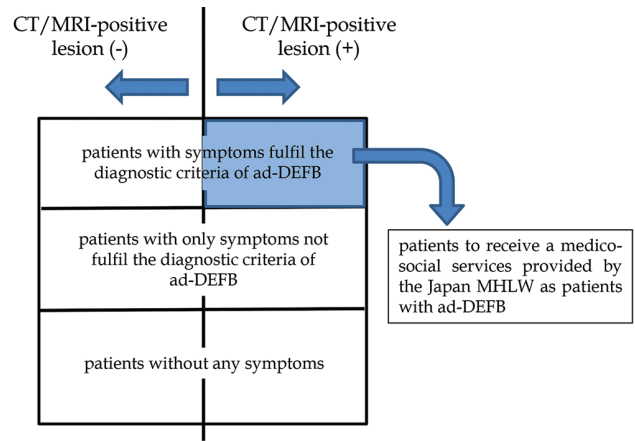 CT/MRI-positive
lesion (-)
CT/MRI-positive
lesion (+)
patients with symptoms fulfil the
diagnostic criteria of ad-DEFB
patients with only symptoms not
fulfil the diagnostic criteria of
ad-DEFB
patients without any symptoms
patients to receive a medico-
social services provided by
the Japan MHLW as patients
with ad-DEFB